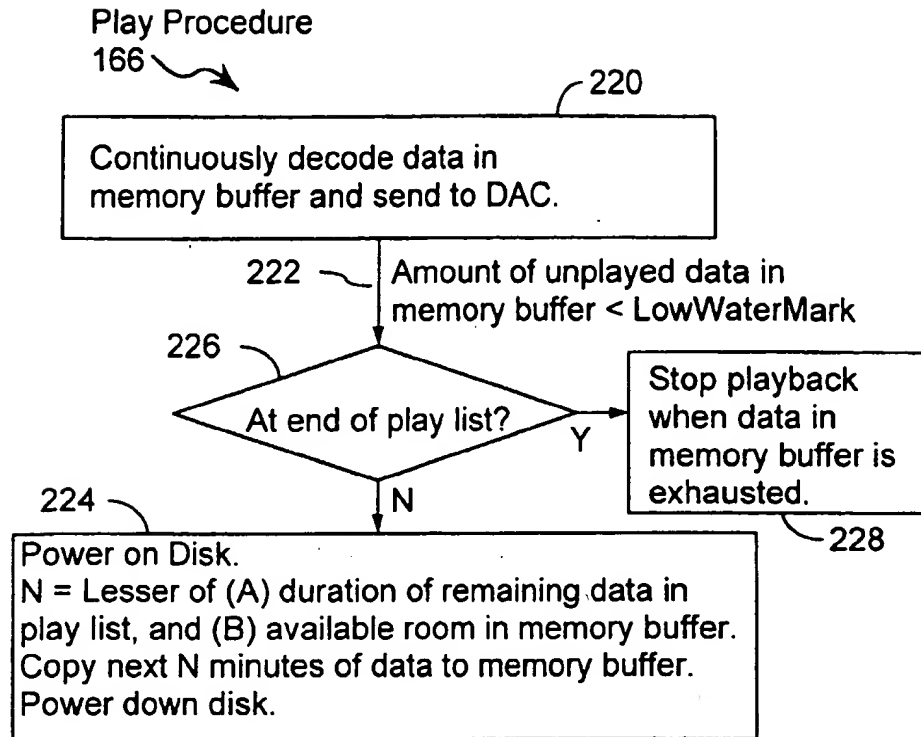 Play Procedure
166
220
Continuously decode data in
memory buffer and send to DAC.
222
Amount of unplayed data in
memory buffer < LowWaterMark
226
At end of play list?
Y
Stop playback
when data in
memory buffer is
exhausted.
228
N
224
Power on Disk.
N = Lesser of (A) duration of remaining data in
play list, and (B) available room in memory buffer.
Copy next N minutes of data to memory buffer.
Power down disk.